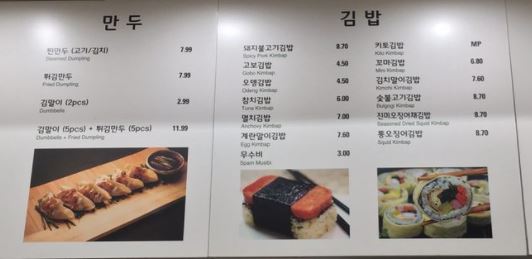 만두
찐만두 (고기/김치) 7.99
Steamed Dumpling
튀김만두 7.99
Fried Dumpling
김말이 (2pcs) 2.99
Dumbbells
김말이 (5pcs) + 튀김만두 (5pcs) 11.99
Dumbbells + Fried Dumpling
김밥
돼지불고기김밥 8.70
Spicy Pork Kimbap
고보김밥 4.50
Gobo Kimbap
오뎅김밥 4.50
Odeng Kimbap
참치김밥 6.00
Tuna Kimbap
멸치김밥 7.00
Anchovy Kimbap
계란말이김밥 7.60
Egg Kimbap
무수비 3.00
Spam Musubi
키토김밥 MP
Kito Kimbap
꼬마김밥 6.80
Mini Kimbap
김치말이김밥 7.60
Kimchi Kimbap
숯불고기김밥 8.70
Bulgogi Kimbap
진미오징어채김밥 8.70
Seasoned Dried Squid Kimbap
통오징어김밥 8.70
Squid Kimbap